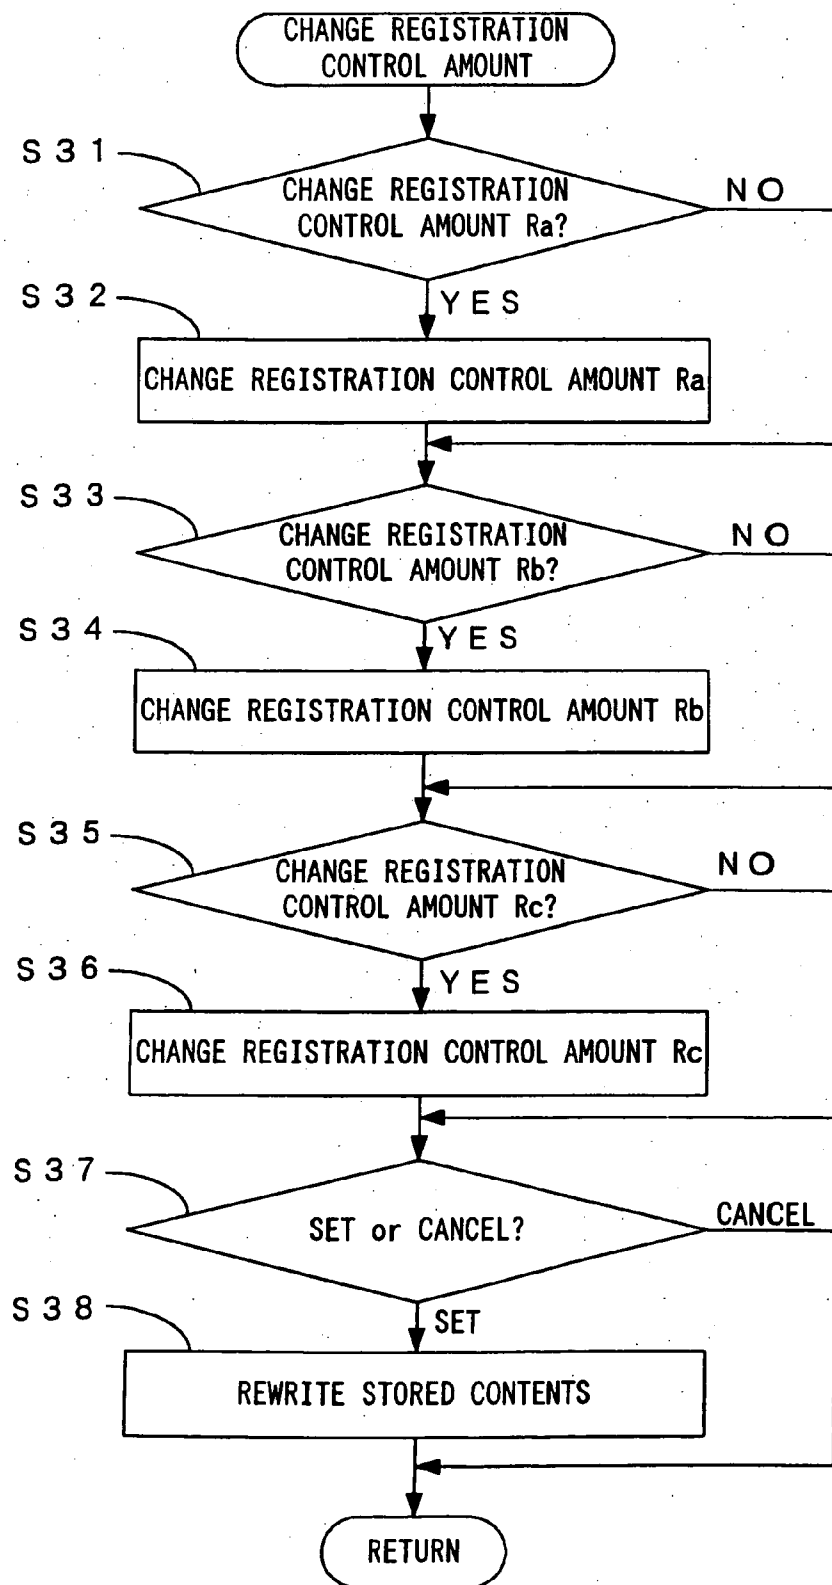 CHANGE REGISTRATION
CONTROL AMOUNT
S31
CHANGE REGISTRATION
CONTROL AMOUNT Ra?
NO
S32
YES
CHANGE REGISTRATION CONTROL AMOUNT Ra
S33
CHANGE REGISTRATION
CONTROL AMOUNT Rb?
NO
S34
YES
CHANGE REGISTRATION CONTROL AMOUNT Rb
S35
CHANGE REGISTRATION
CONTROL AMOUNT Rc?
NO
S36
YES
CHANGE REGISTRATION CONTROL AMOUNT Rc
S37
SET or CANCEL?
CANCEL
S38
SET
REWRITE STORED CONTENTS
RETURN